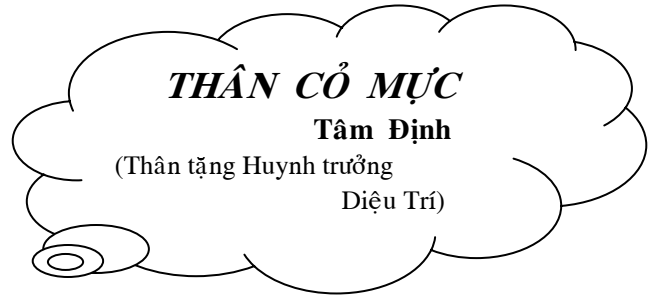 THÂN CỎ MỰC
Tâm Định
(Thân tặng Huynh trưởng
Diệu Trí)